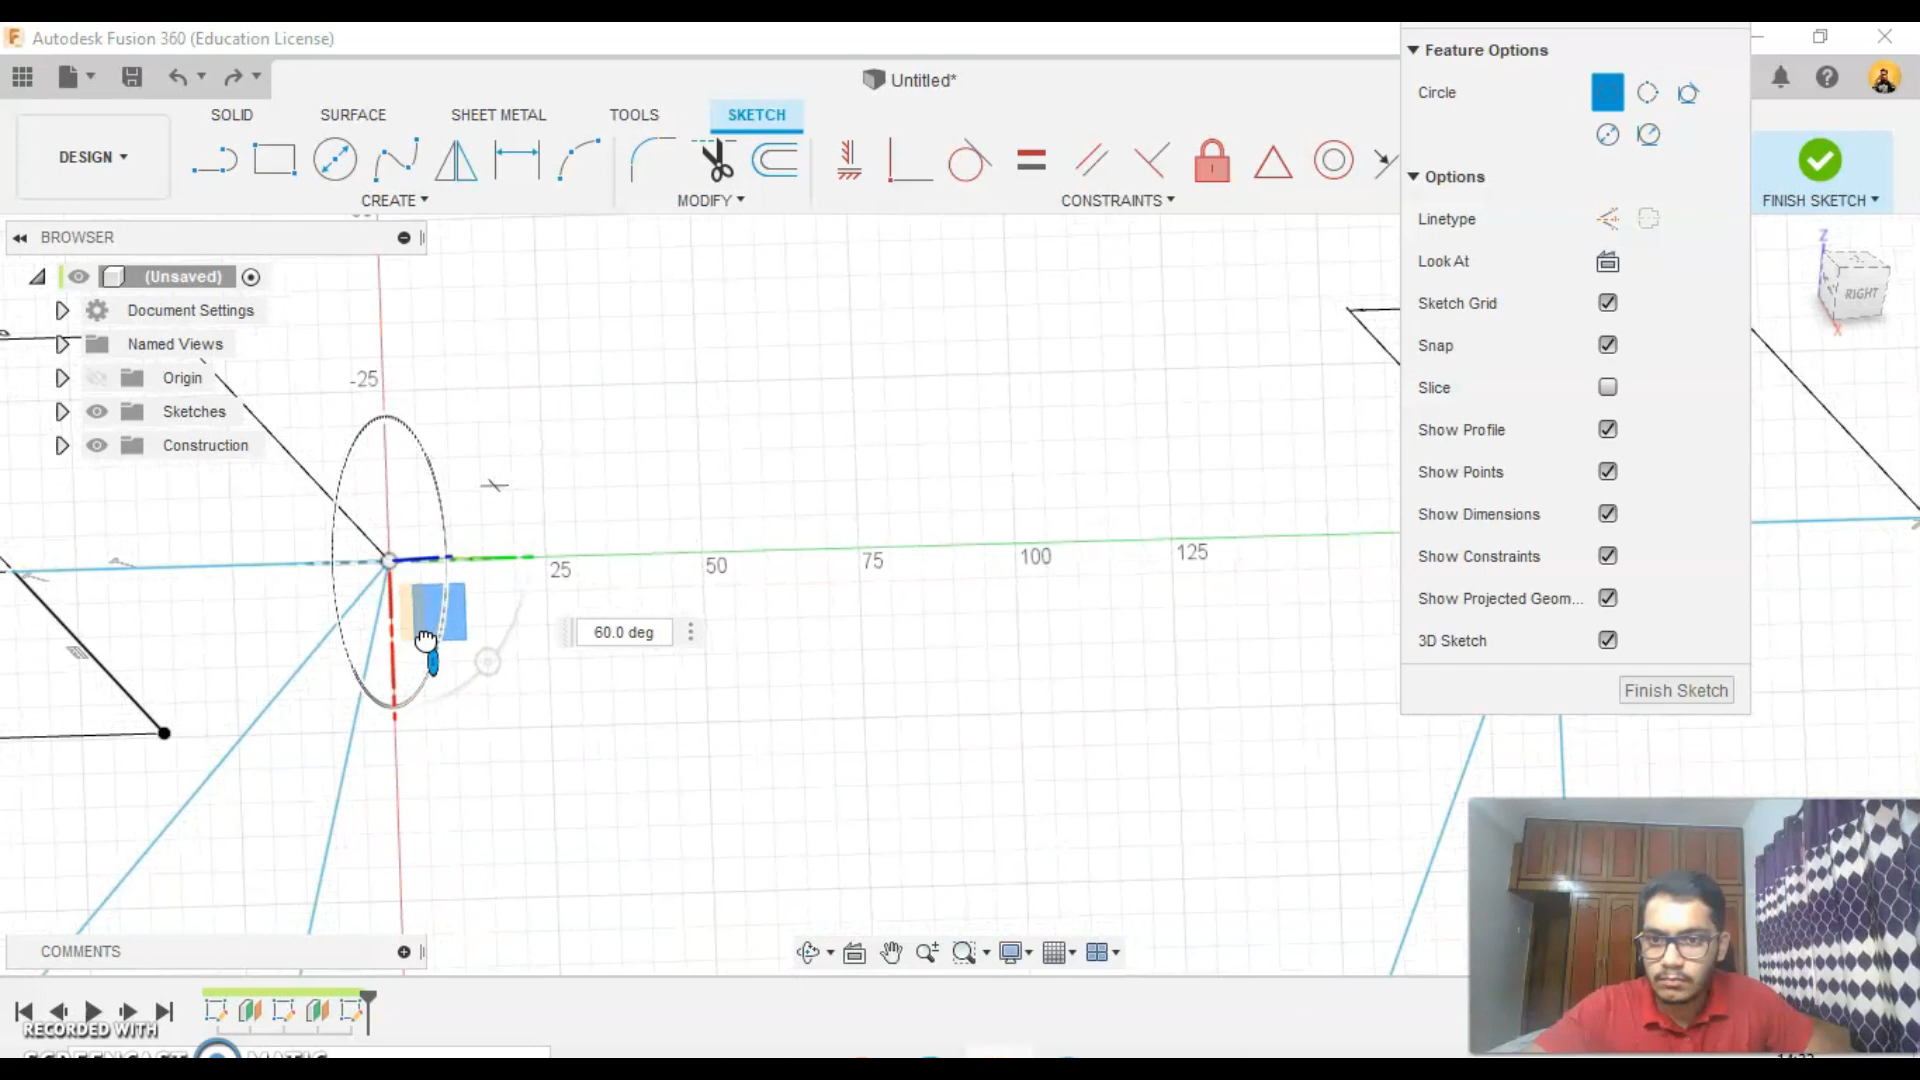 Autodesk Fusion 360 (Education License)
Untitled*
SOLID
SURFACE
SHEET METAL
TOOLS
SKETCH
DESIGN
CREATE
MODIFY
CONSTRAINTS
FINISH SKETCH
BROWSER
(Unsaved)
Document Settings
Named Views
Origin
Sketches
Construction
-25
25
50
75
100
125
60.0 deg
Feature Options
Circle
Options
Linetype
Look At
Sketch Grid
Snap
Slice
Show Profile
Show Points
Show Dimensions
Show Constraints
Show Projected Geom...
3D Sketch
Finish Sketch
Z
RIGHT
X
COMMENTS
RECORDED WITH